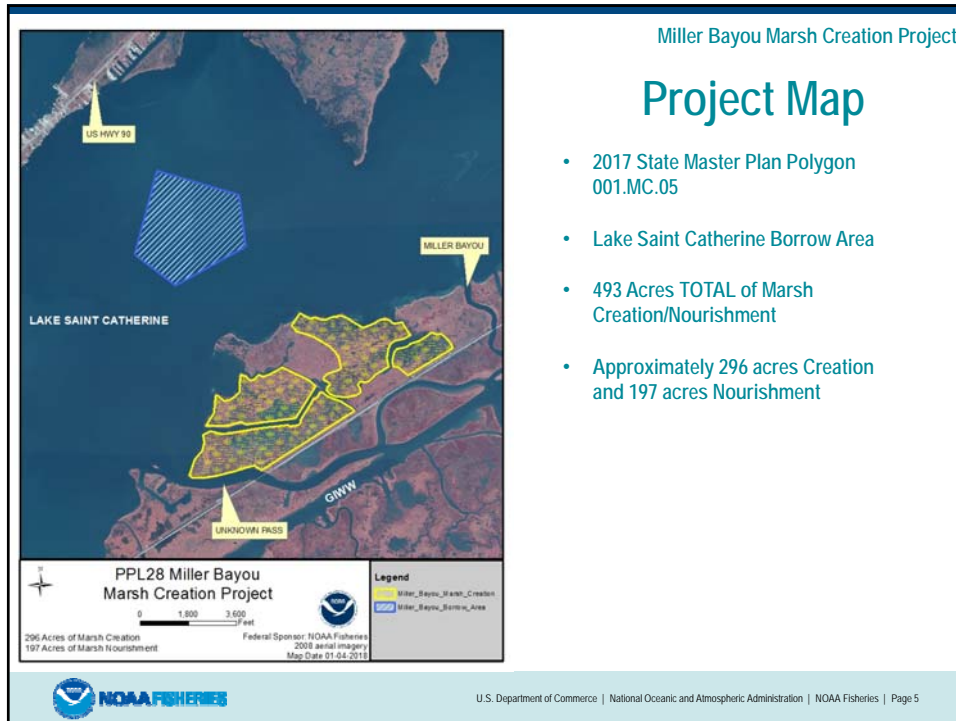 Miller Bayou Marsh Creation Project
Project Map
• 2017 State Master Plan Polygon
001.MC.05
• Lake Saint Catherine Borrow Area
• 493 Acres TOTAL of Marsh
Creation/Nourishment
• Approximately 296 acres Creation
and 197 acres Nourishment
US HWY 90
MILLER BAYOU
LAKE SAINT CATHERINE
GIWW
UNKNOWN PASS
N
PPL28 Miller Bayou
Marsh Creation Project
0 1,800 3,600
Feet
296 Acres of Marsh Creation
197 Acres of Marsh Nourishment
NOAA
Federal Sponsor: NOAA Fisheries
2008 aerial imagery
Map Date 01-04-2018
Legend
Miller_Bayou_Marsh_Creation
Miller_Bayou_Borrow_Area
NOAA FISHERIES
U.S. Department of Commerce | National Oceanic and Atmospheric Administration | NOAA Fisheries | Page 5